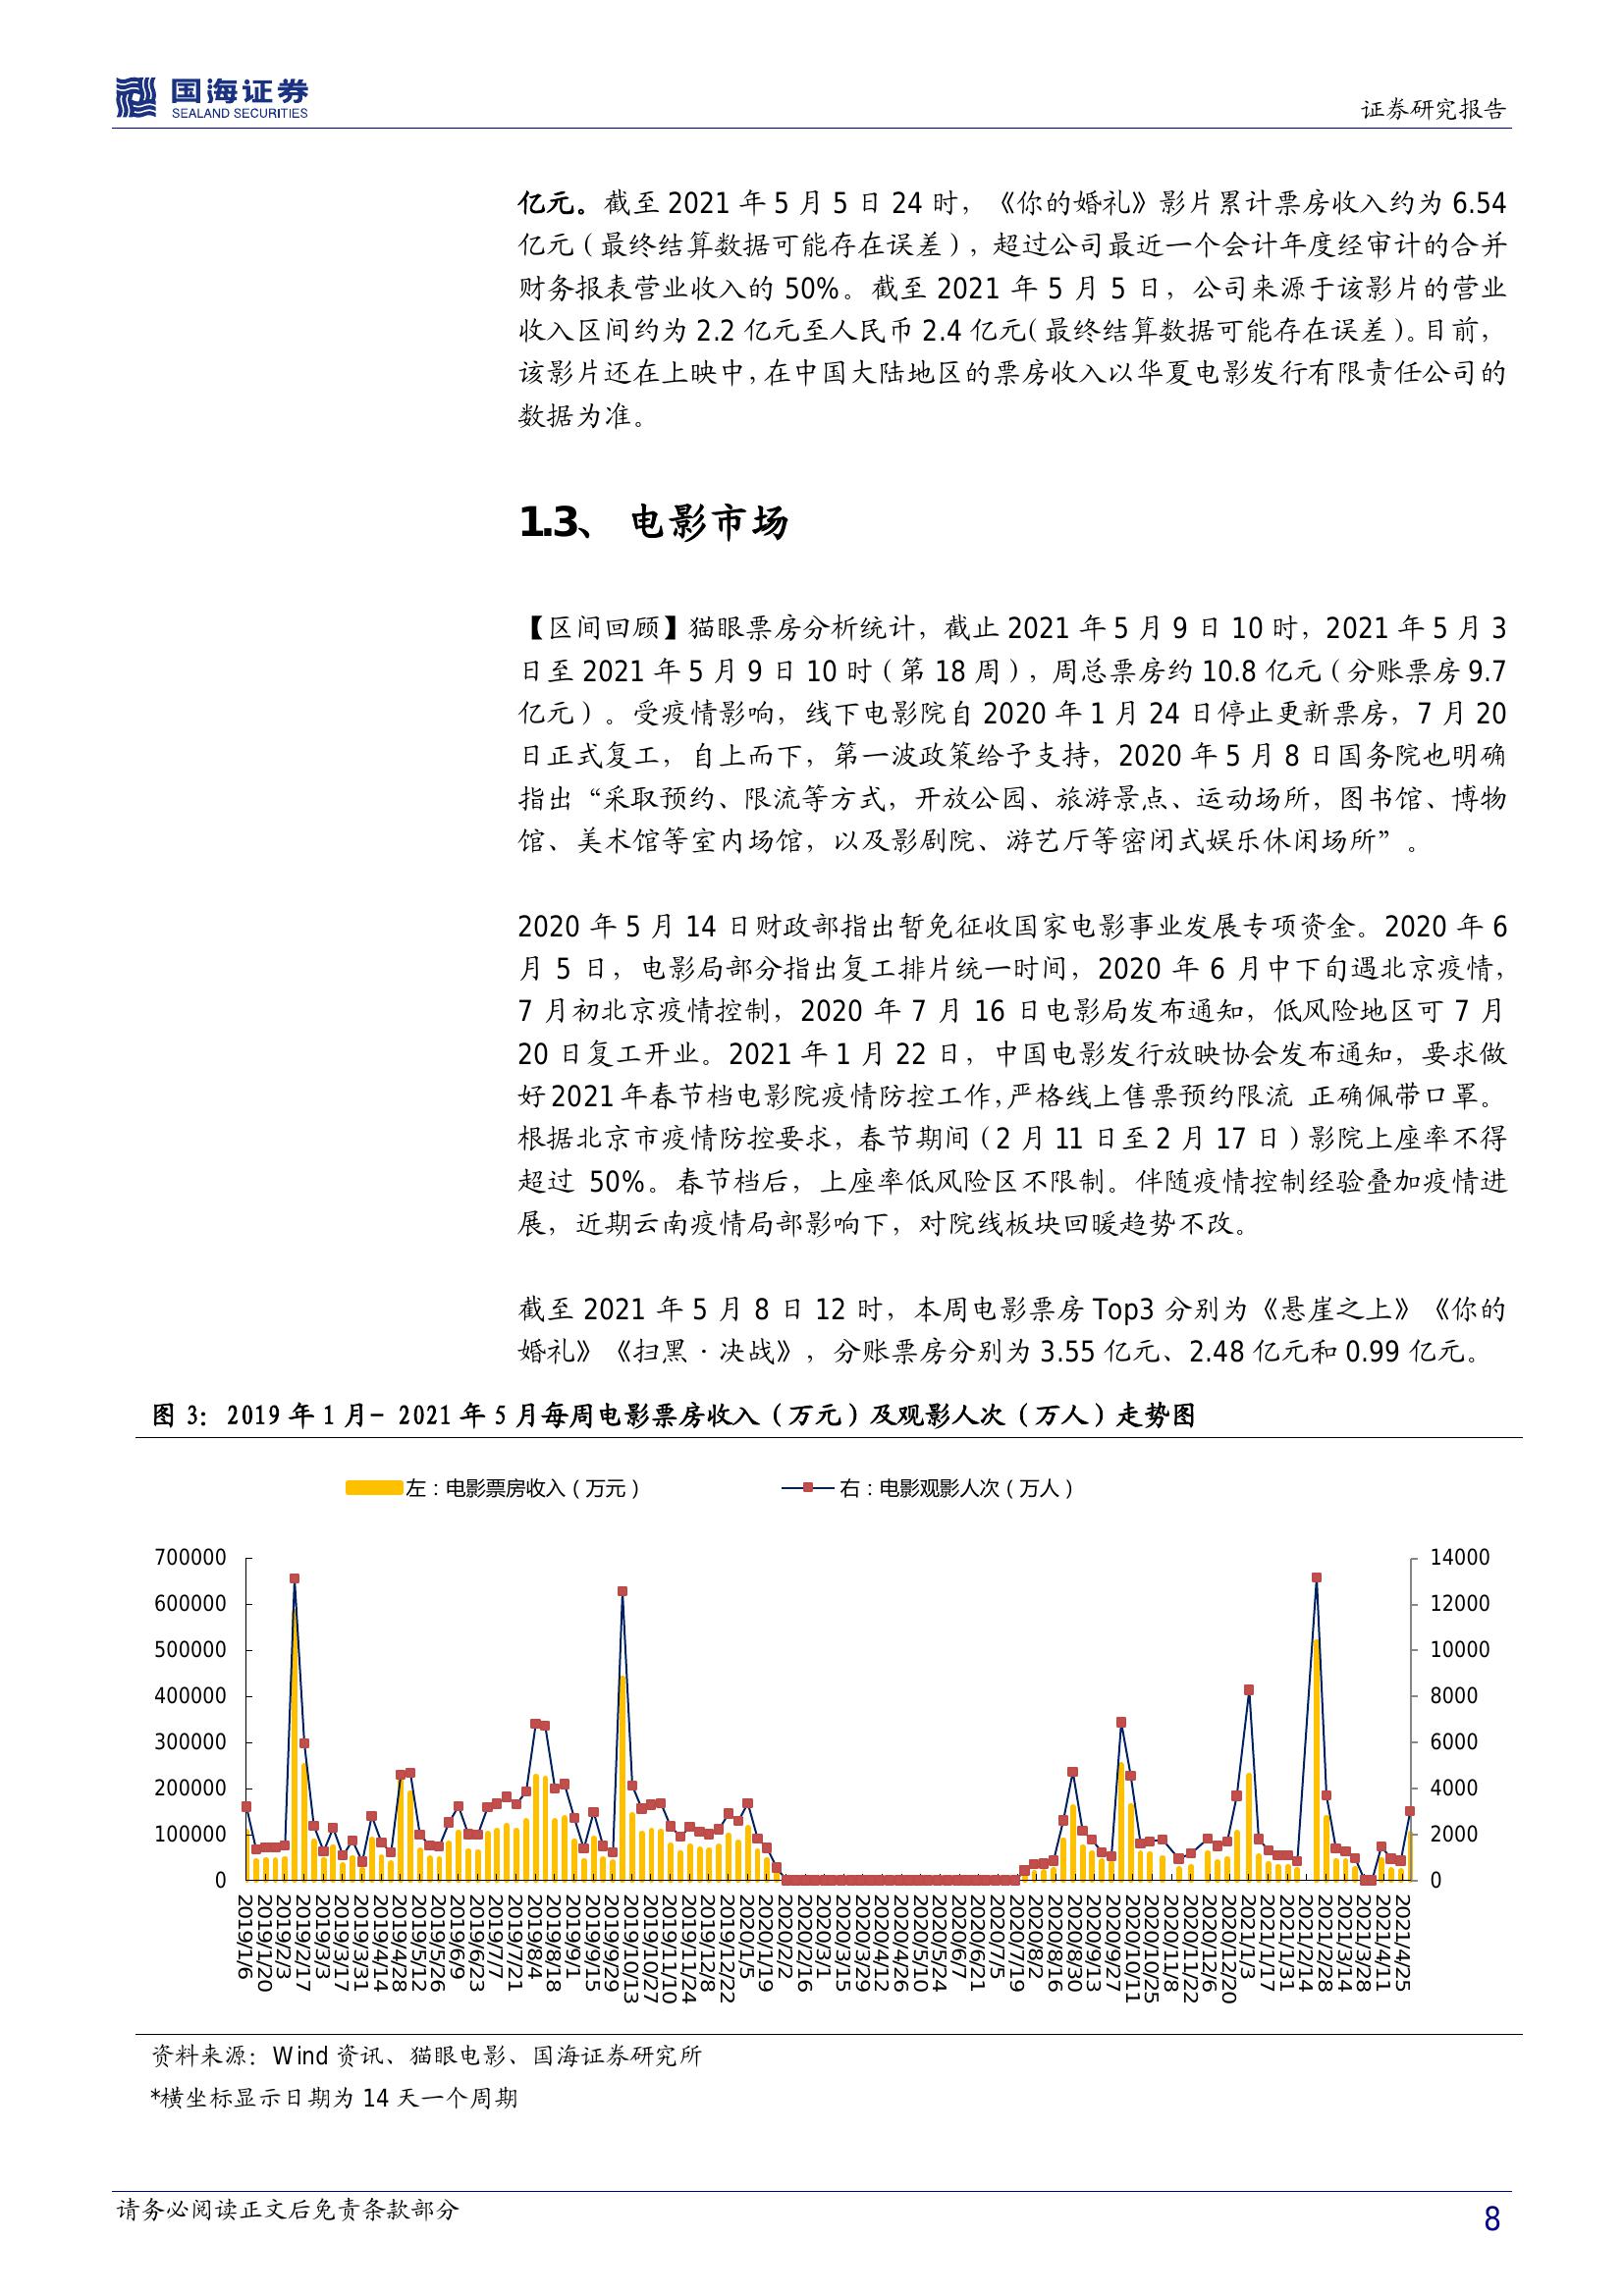 国海证券
SEALAND SECURITIES
证券研究报告
亿元。截至 2021 年 5 月 5 日 24 时，《你的婚礼》影片累计票房收入约为 6.54
亿元（最终结算数据可能存在误差），超过公司最近一个会计年度经审计的合并
财务报表营业收入的 50%。截至 2021 年 5 月 5 日，公司来源于该影片的营业
收入区间约为 2.2 亿元至人民币 2.4 亿元（最终结算数据可能存在误差）。目前，
该影片还在上映中，在中国大陆地区的票房收入以华夏电影发行有限责任公司的
数据为准。
1.3、 电影市场
【区间回顾】猫眼票房分析统计，截止 2021 年 5 月 9 日 10 时，2021 年 5 月 3
日至 2021 年 5 月 9 日 10 时（第 18 周），周总票房约 10.8 亿元（分账票房 9.7
亿元）。受疫情影响，线下电影院自 2020 年 1 月 24 日停止更新票房，7 月 20
日正式复工，自上而下，第一波政策给予支持，2020 年 5 月 8 日国务院也明确
指出“采取预约、限流等方式，开放公园、旅游景点、运动场所，图书馆、博物
馆、美术馆等室内场馆，以及影剧院、游艺厅等密闭式娱乐休闲场所”。
2020 年 5 月 14 日财政部指出暂免征收国家电影事业发展专项资金。2020 年 6
月 5 日，电影局部分指出复工排片统一时间，2020 年 6 月中下旬遇北京疫情，
7 月初北京疫情控制，2020 年 7 月 16 日电影局发布通知，低风险地区可 7 月
20 日复工开业。2021 年 1 月 22 日，中国电影发行放映协会发布通知，要求做
好 2021 年春节档电影院疫情防控工作，严格线上售票预约限流 正确佩带口罩。
根据北京市疫情防控要求，春节期间（2 月 11 日至 2 月 17 日）影院上座率不得
超过 50%。春节档后，上座率低风险区不限制。伴随疫情控制经验叠加疫情进
展，近期云南疫情局部影响下，对院线板块回暖趋势不改。
截至 2021 年 5 月 8 日 12 时，本周电影票房 Top3 分别为《悬崖之上》《你的
婚礼》《扫黑·决战》，分账票房分别为 3.55 亿元、2.48 亿元和 0.99 亿元。
图 3：2019 年 1 月- 2021 年 5 月每周电影票房收入（万元）及观影人次（万人）走势图
左：电影票房收入（万元） 右：电影观影人次（万人）
700000 14000
600000 12000
500000 10000
400000 8000
300000 6000
200000 4000
100000 2000
0 0
2019/1/6 2019/1/20 2019/2/3 2019/2/17 2019/3/3 2019/3/17 2019/3/31 2019/4/14 2019/4/28 2019/5/12 2019/5/26 2019/6/9 2019/6/23 2019/7/7 2019/7/21 2019/8/4 2019/8/18 2019/9/1 2019/9/15 2019/9/29 2019/10/13 2019/10/27 2019/11/10 2019/11/24 2019/12/8 2019/12/22 2020/1/5 2020/1/19 2020/2/2 2020/3/1 2020/3/15 2020/3/29 2020/4/12 2020/4/26 2020/5/10 2020/5/24 2020/6/7 2020/6/21 2020/7/5 2020/7/19 2020/8/2 2020/8/16 2020/8/30 2020/9/13 2020/9/27 2020/10/11 2020/10/25 2020/11/8 2020/11/22 2020/12/6 2020/12/20 2021/1/3 2021/1/17 2021/1/31 2021/2/14 2021/2/28 2021/3/14 2021/3/28 2021/4/11 2021/4/25
资料来源：Wind 资讯、猫眼电影、国海证券研究所
*横坐标显示日期为 14 天一个周期
请务必阅读正文后免责条款部分
8